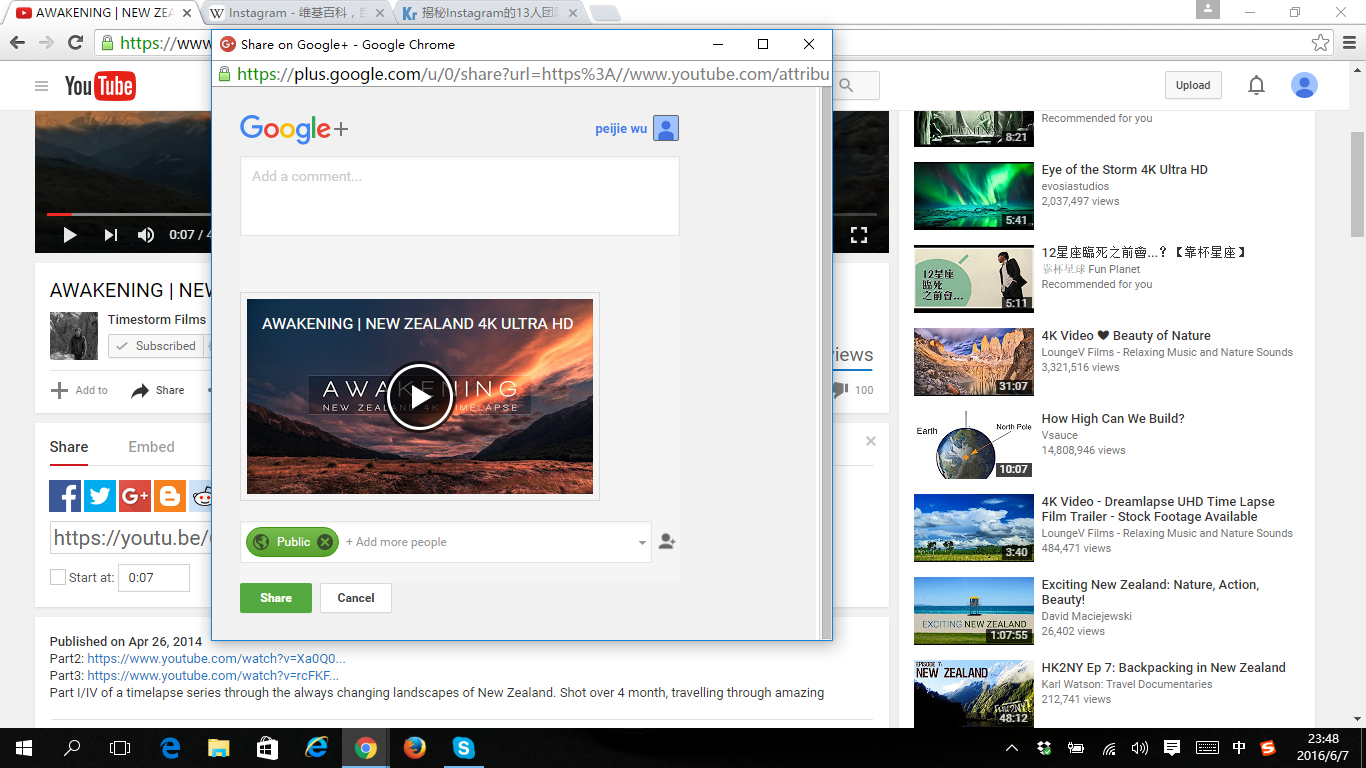 AWAKENING | NEW ZEA
Instagram - 维基百科，自
揭秘Instagram的13人团队
https://www
Share on Google+ - Google Chrome
https://plus.google.com/u/0/share?url=https%3A//www.youtube.com/attribu
YouTube
Upload
Google+
peijie wu
Add a comment...
0:07 / 4
AWAKENING | NEW
Timestorm Films
Subscribed
views
Add to
Share
100
AWAKENING | NEW ZEALAND 4K ULTRA HD
AWAKENING
NEW ZEALAND 4K TIMELAPSE
Share
Embed
https://youtu.be/
Start at:
0:07
Public
+ Add more people
Share
Cancel
Published on Apr 26, 2014
Part2: https://www.youtube.com/watch?v=Xa0Q0...
Part3: https://www.youtube.com/watch?v=rcFKF...
Part I/IV of a timelapse series through the always changing landscapes of New Zealand. Shot over 4 month, travelling through amazing
8:21
Recommended for you
5:41
Eye of the Storm 4K Ultra HD
evosiastudios
2,037,497 views
12星座
臨死
之前會...
5:11
12星座臨死之前會...？【靠杯星座】
靠杯星球 Fun Planet
Recommended for you
31:07
4K Video ❤ Beauty of Nature
LoungeV Films - Relaxing Music and Nature Sounds
3,321,516 views
Earth
North Pole
10:07
How High Can We Build?
Vsauce
14,808,946 views
3:40
4K Video - Dreamlapse UHD Time Lapse
Film Trailer - Stock Footage Available
LoungeV Films - Relaxing Music and Nature Sounds
484,471 views
EXCITING NEW ZEALAND
1:07:55
Exciting New Zealand: Nature, Action,
Beauty!
David Maciejewski
26,402 views
EPISODE 7:
NEW ZEALAND
48:12
HK2NY Ep 7: Backpacking in New Zealand
Karl Watson: Travel Documentaries
212,741 views
中
23:48
2016/6/7